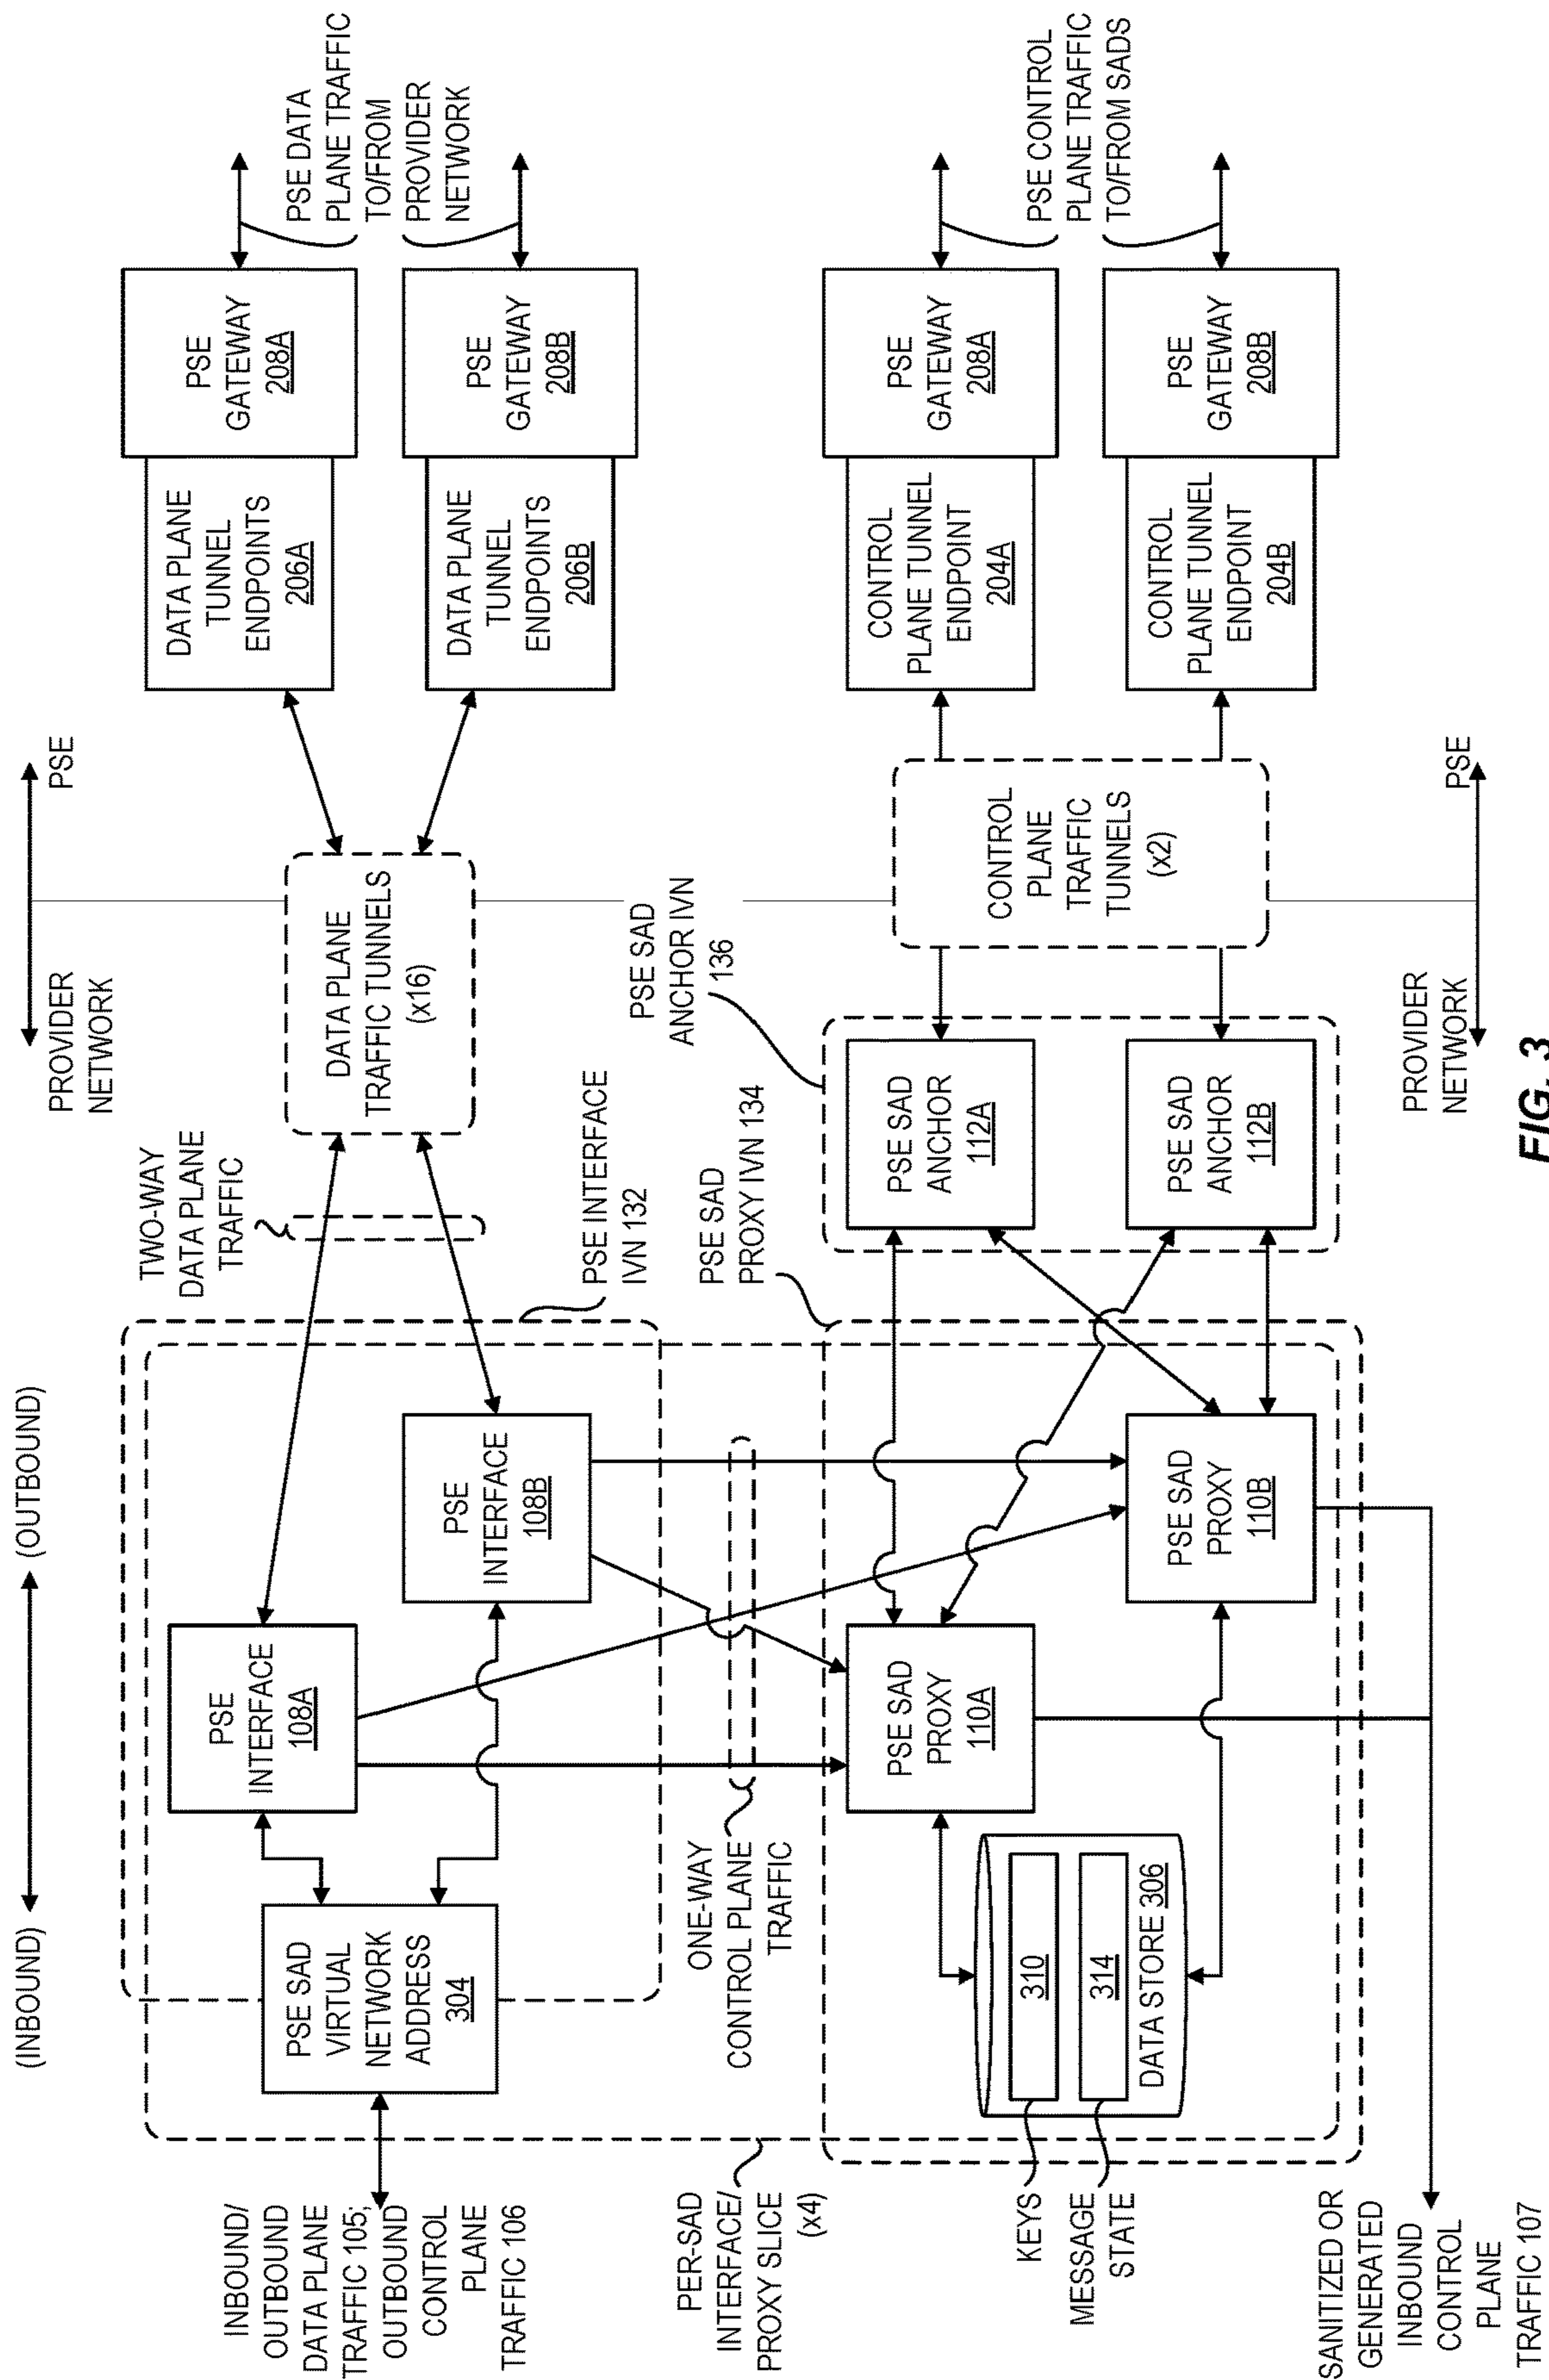 (INBOUND)
(OUTBOUND)
PROVIDER
NETWORK
PSE
INBOUND/
OUTBOUND
DATA PLANE
TRAFFIC 105;
OUTBOUND
CONTROL
PLANE
TRAFFIC 106
PSE SAD
VIRTUAL
NETWORK
ADDRESS
304
PSE
INTERFACE
108A
PSE
INTERFACE
108B
TWO-WAY
DATA PLANE
TRAFFIC
PSE INTERFACE
IVN 132
DATA PLANE
TRAFFIC TUNNELS
(x16)
DATA PLANE
TUNNEL
ENDPOINTS
206A
PSE
GATEWAY
208A
DATA PLANE
TUNNEL
ENDPOINTS
206B
PSE
GATEWAY
208B
PSE DATA
PLANE TRAFFIC
TO/FROM
PROVIDER
NETWORK
PER-SAD
INTERFACE/
PROXY SLICE
(x4)
ONE-WAY
CONTROL PLANE
TRAFFIC
PSE SAD
PROXY IVN 134
PSE SAD
ANCHOR IVN
136
KEYS
310
MESSAGE
STATE
314
DATA STORE 306
PSE SAD
PROXY
110A
PSE SAD
PROXY
110B
PSE SAD
ANCHOR
112A
PSE SAD
ANCHOR
112B
CONTROL
PLANE
TRAFFIC
TUNNELS
(x2)
CONTROL
PLANE TUNNEL
ENDPOINT
204A
PSE
GATEWAY
208A
CONTROL
PLANE TUNNEL
ENDPOINT
204B
PSE
GATEWAY
208B
PSE CONTROL
PLANE TRAFFIC
TO/FROM SADS
SANITIZED OR
GENERATED
INBOUND
CONTROL
PLANE
TRAFFIC 107
PROVIDER
NETWORK
PSE
FIG. 3